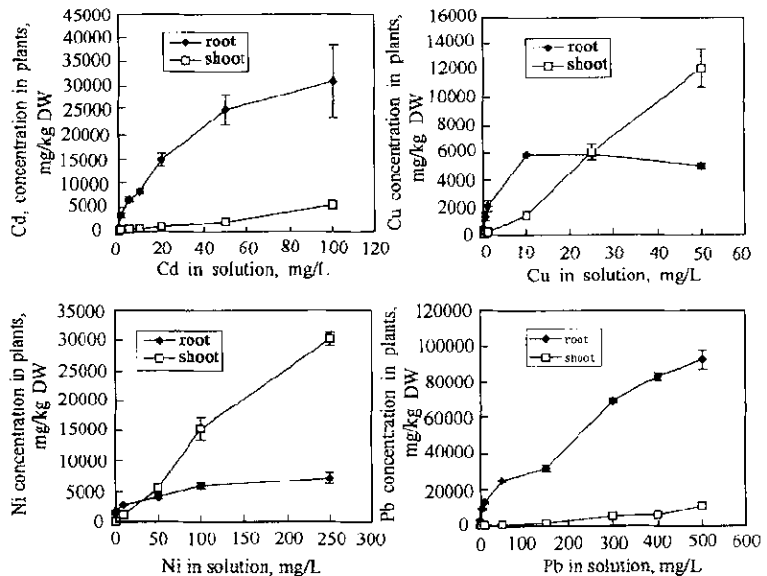 Cd, concentration in plants,
mg/kg DW
45000
40000
35000
30000
25000
20000
15000
10000
5000
0
root
shoot
0 20 40 60 80 100 120
Cd in solution, mg/L
Cu concentration in plants,
mg/kg DW
16000
14000
12000
1000
8000
6000
4000
2000
0
root
shoot
0 10 20 30 40 50 60
Cu in solution, mg/L
Ni concentration in plants,
mg/kg DW
35000
30000
25000
20000
15000
10000
5000
0
root
shoot
0 50 100 150 200 250 300
Ni in solution, mg/L
Pb concentration in plants,
mg/kg DW
120000
100000
80000
60000
40000
20000
0
root
shoot
0 100 200 300 400 500 600
Pb in solution, mg/L